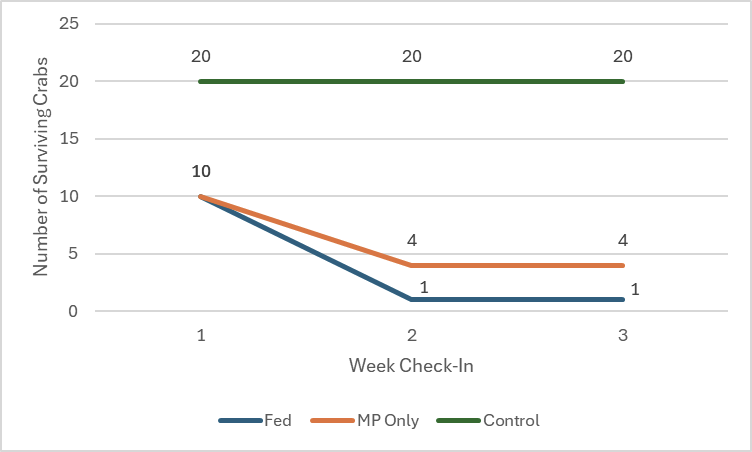 25
20 20 20
20
15
10
10
4 4
5
1 1
0
1 2 3
Number of Surviving Crabs
Week Check-In
Fed MP Only Control